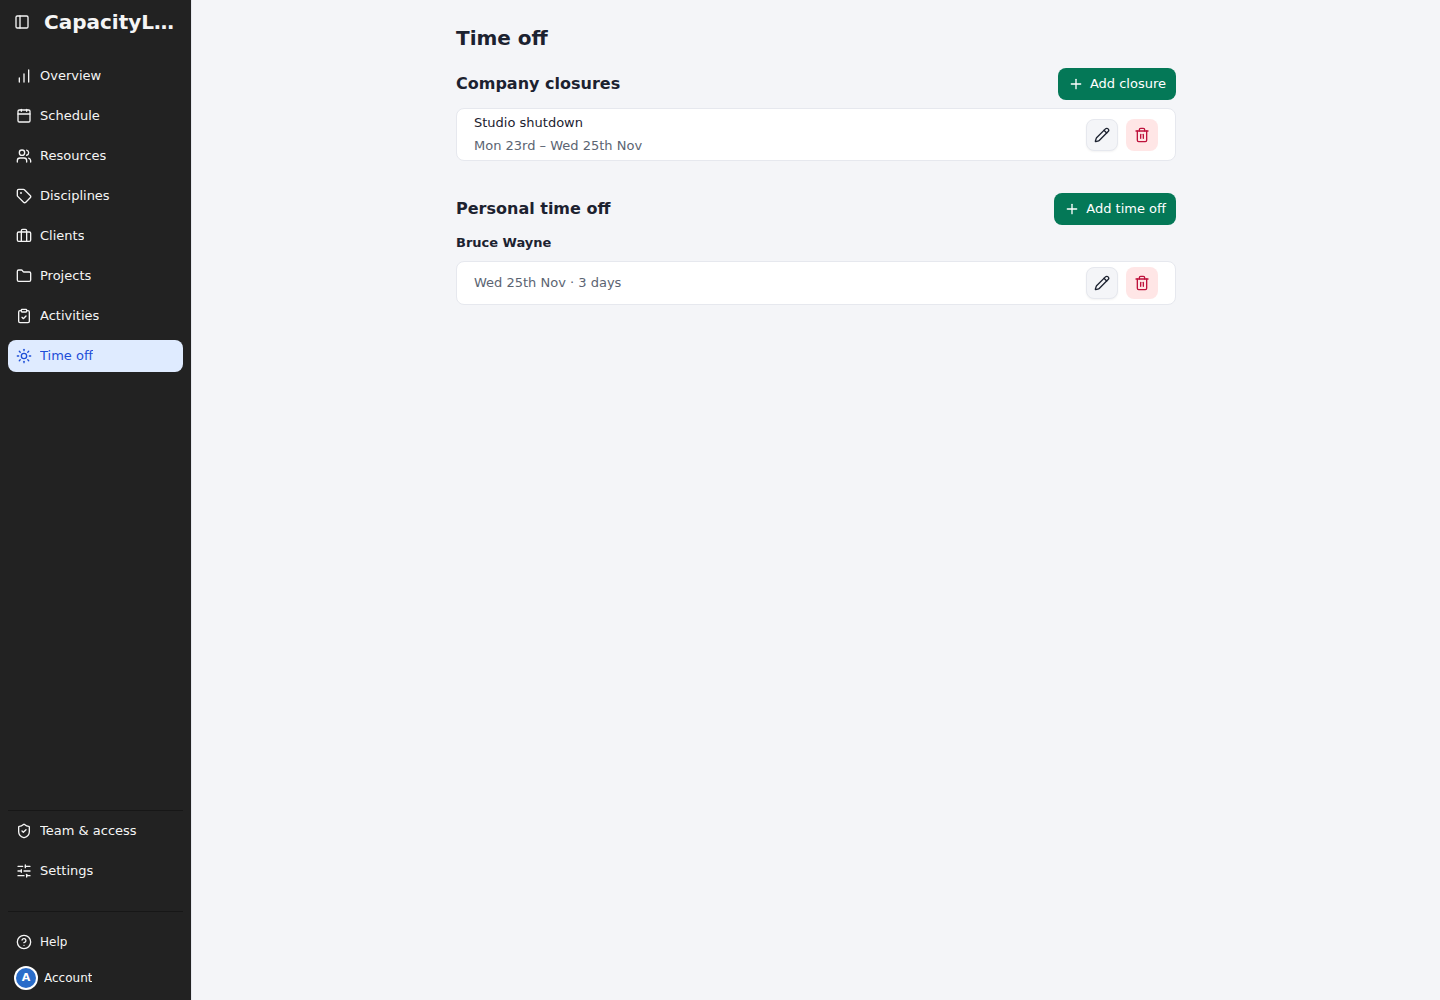 CapacityL...
Overview
Schedule
Resources
Disciplines
Clients
Projects
Activities
Time off
Team & access
Settings
Help
A Account
Time off
Company closures
Add closure
Studio shutdown
Mon 23rd – Wed 25th Nov
Personal time off
Add time off
Bruce Wayne
Wed 25th Nov · 3 days